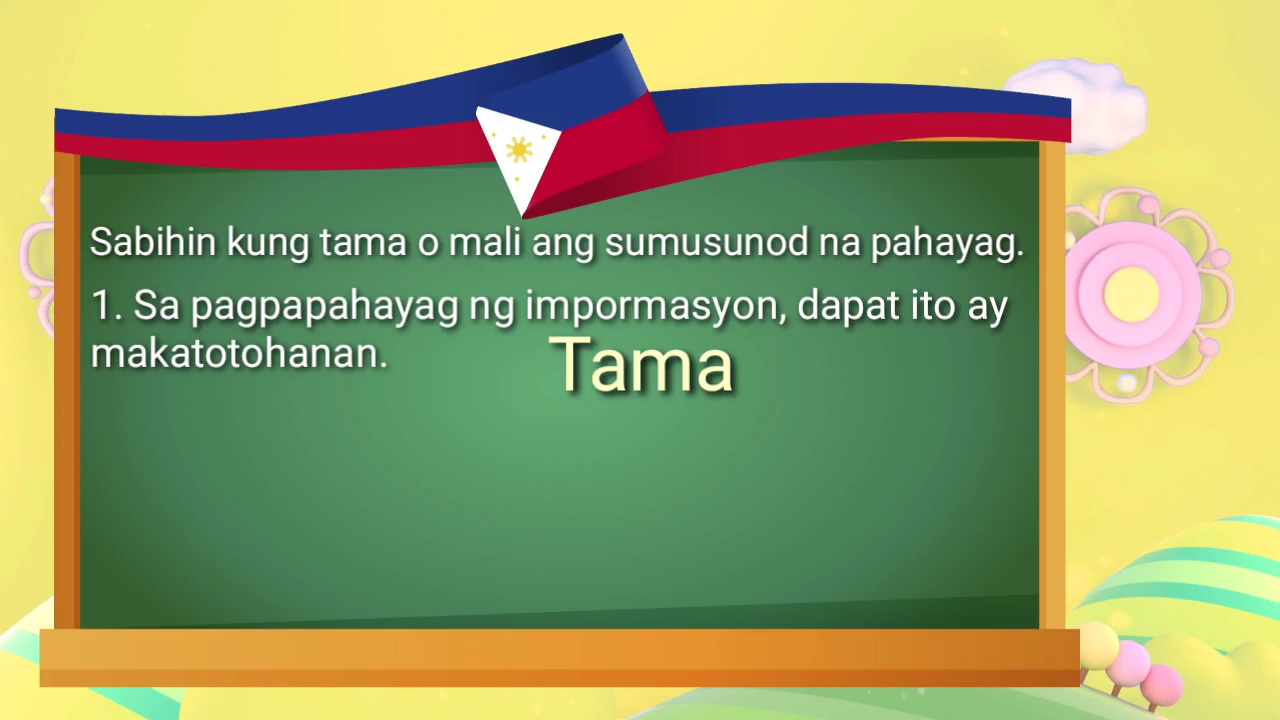 Sabihin kung tama o mali ang sumusunod na pahayag.
1. Sa pagpapahayag ng impormasyon, dapat ito ay
makatotohanan.
Tama